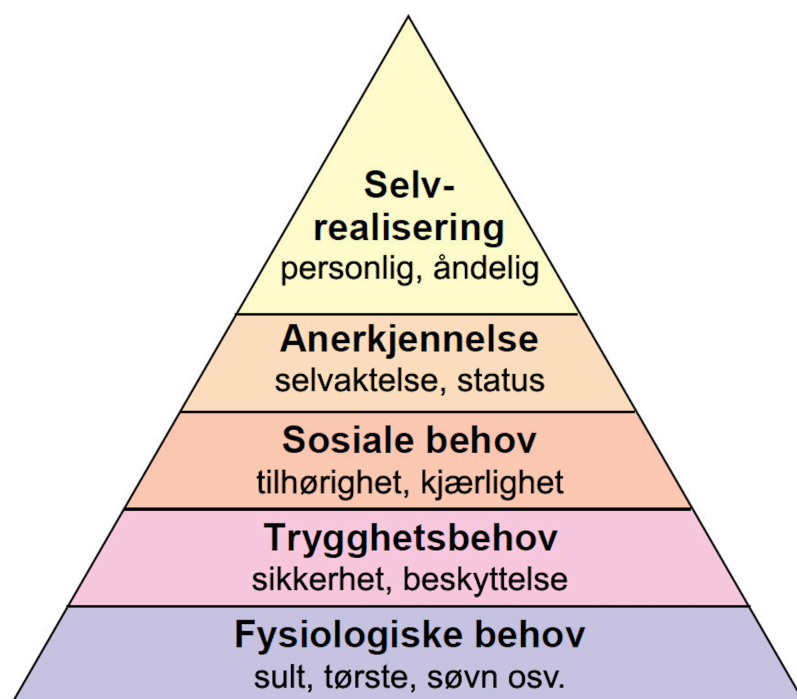 Selv-
realisering
personlig, åndelig
Anerkjennelse
selvaktelse, status
Sosiale behov
tilhørighet, kjærlighet
Trygghetsbehov
sikkerhet, beskyttelse
Fysiologiske behov
sult, tørste, søvn osv.